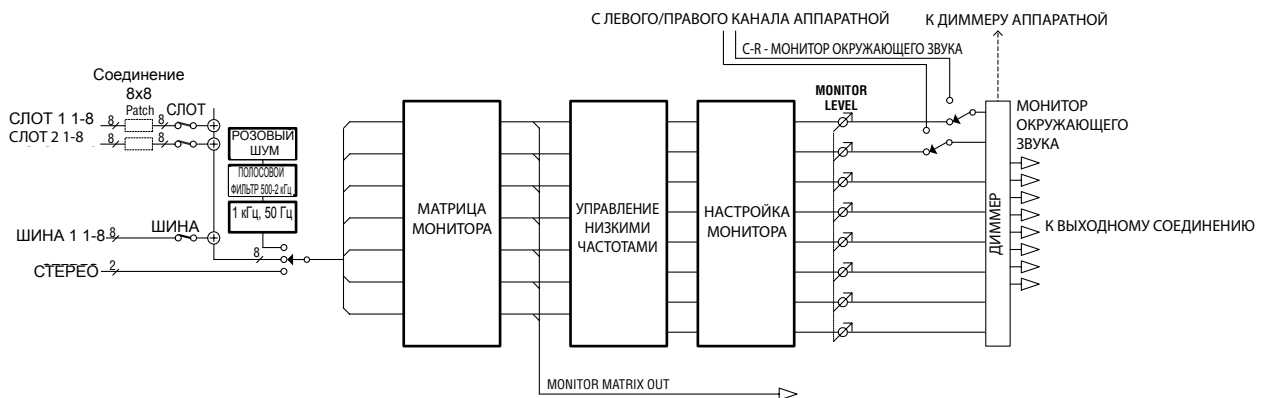 С ЛЕВОГО/ПРАВОГО КАНАЛА АППАРАТНОЙ
К ДИММЕРУ АППАРАТНОЙ
C-R - МОНИТОР ОКРУЖАЮЩЕГО ЗВУКА
Соединение
8x8
Patch
СЛОТ
СЛОТ 1 1-8
8
8
СЛОТ 2 1-8
8
8
РОЗОВЫЙ
ШУМ
ПОЛОСОВОЙ
ФИЛЬТР 500-2 кГц
1 кГц, 50 Гц
ШИНА 1 1-8
8
ШИНА
8
СТЕРЕО
2
МАТРИЦА
МОНИТОРА
УПРАВЛЕНИЕ
НИЗКИМИ
ЧАСТОТАМИ
НАСТРОЙКА
МОНИТОРА
MONITOR
LEVEL
ДИММЕР
МОНИТОР
ОКРУЖАЮЩЕГО
ЗВУКА
К ВЫХОДНОМУ СОЕДИНЕНИЮ
MONITOR MATRIX OUT